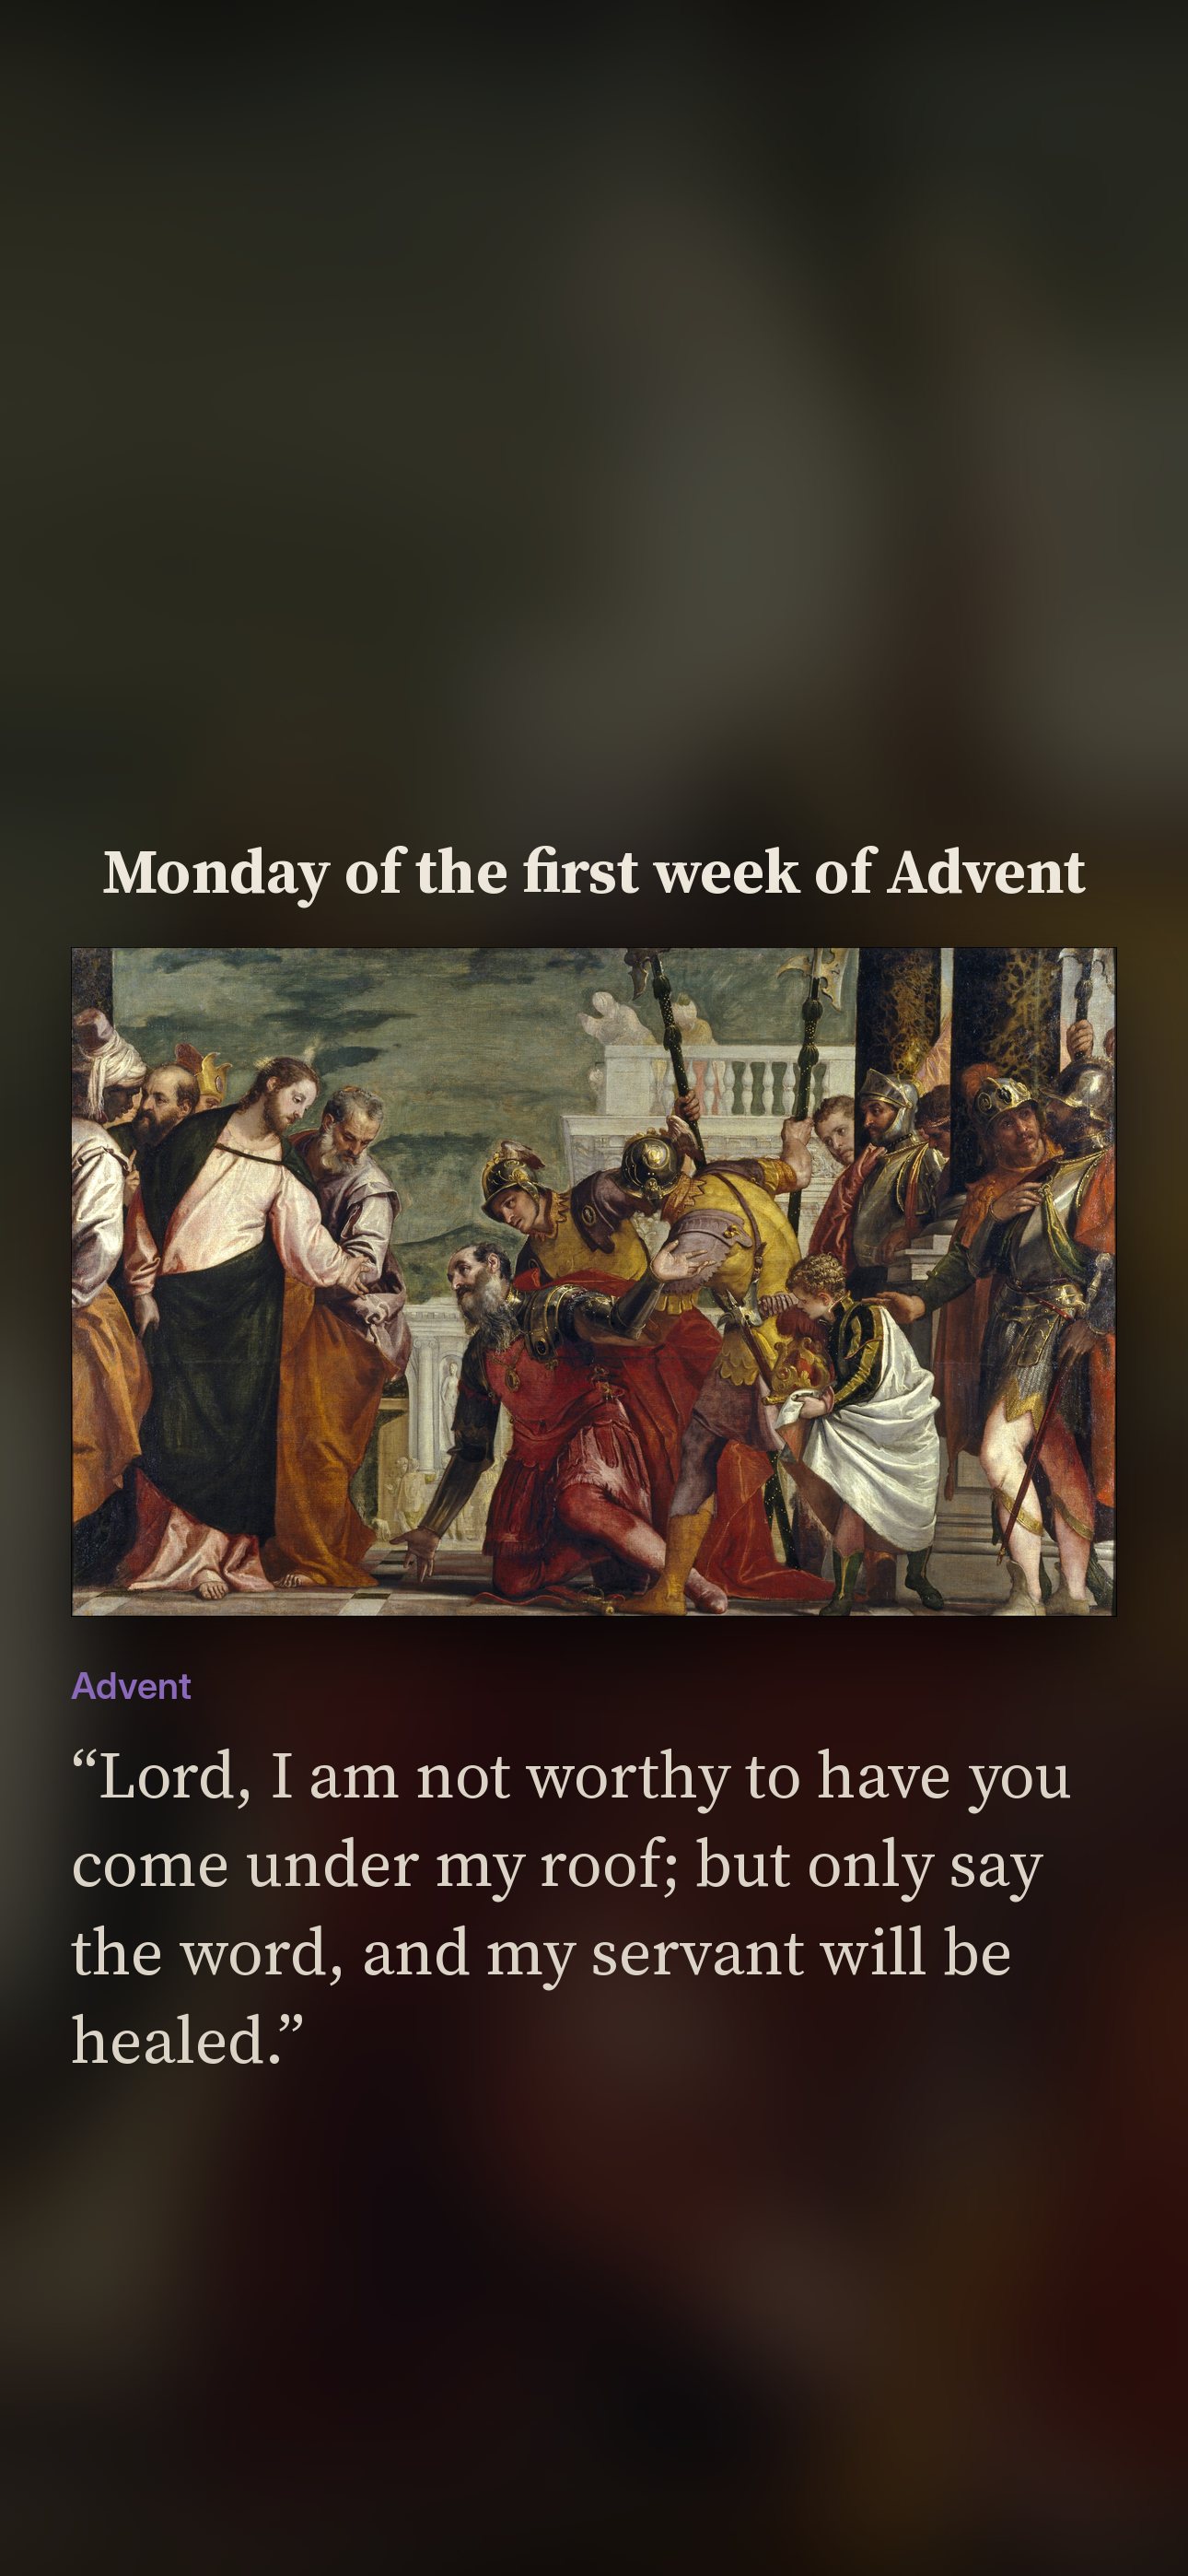 Monday of the first week of Advent
Advent
“Lord, I am not worthy to have you
come under my roof; but only say
the word, and my servant will be
healed.”